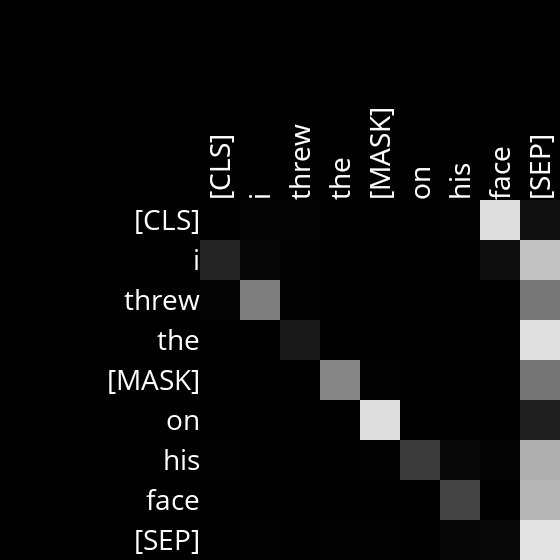 [CLS] i threw the [MASK] on his face [SEP]
[CLS]
i
threw
the
[MASK]
on
his
face
[SEP]